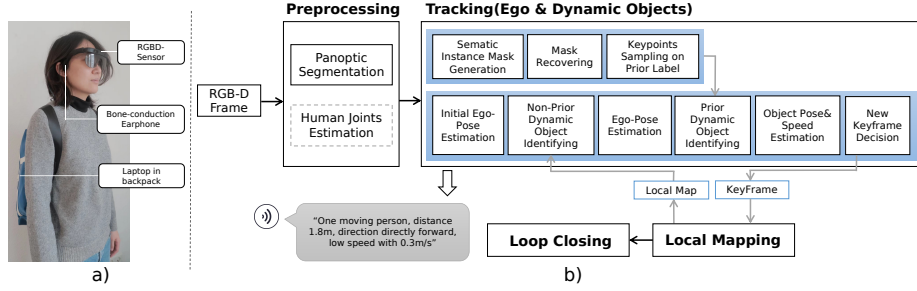 RGBD-
Sensor
Bone-conduction
Earphone
Laptop in
backpack
a)
Preprocessing
RGB-D
Frame
Panoptic
Segmentation
Human Joints
Estimation
Tracking(Ego & Dynamic Objects)
Sematic
Instance Mask
Generation
Mask
Recovering
Keypoints
Sampling on
Prior Label
Initial Ego-
Pose
Estimation
Non-Prior
Dynamic
Object
Identifying
Ego-Pose
Estimation
Prior
Dynamic
Object
Identifying
Object Pose&
Speed
Estimation
New
Keyframe
Decision
Local Map
KeyFrame
"One moving person, distance
1.8m, direction directly forward,
low speed with 0.3m/s"
Loop Closing
Local Mapping
b)